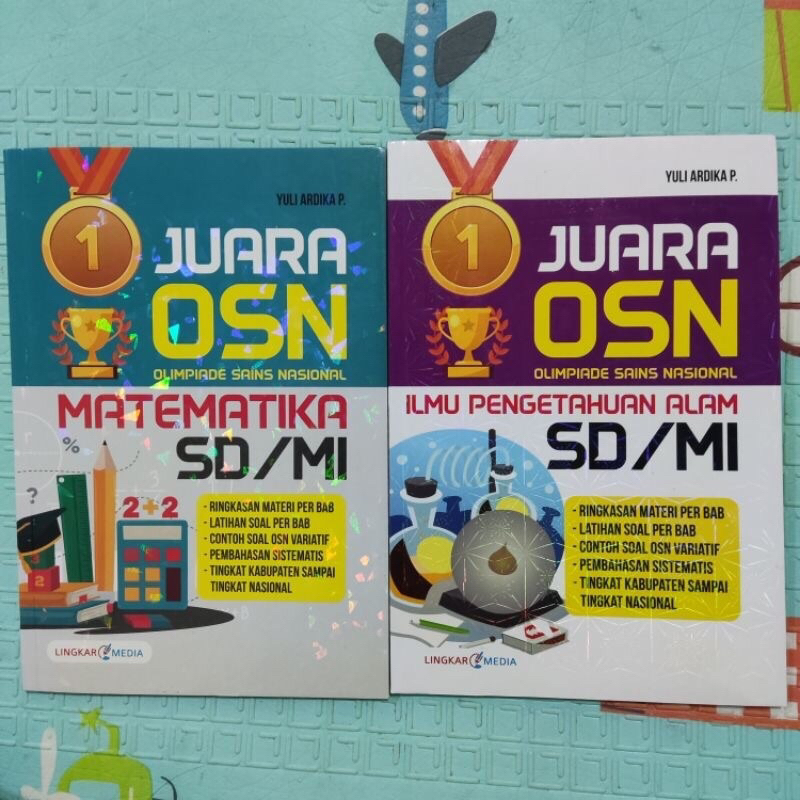 YULI ARDIKA P.
1
JUARA
OSN
OLIMPIADE SAINS NASIONAL
MATEMATIKA
SD/MI
%
?
2+2
3
2
- RINGKASAN MATERI PER BAB
- LATIHAN SOAL PER BAB
- CONTOH SOAL OSN VARIATIF
- PEMBAHASAN SISTEMATIS
- TINGKAT KABUPATEN SAMPAI
TINGKAT NASIONAL
LINGKAR MEDIA
YULI ARDIKA P.
1
JUARA
OSN
OLIMPIADE SAINS NASIONAL
ILMU PENGETAHUAN ALAM
SD/MI
- RINGKASAN MATERI PER BAB
- LATIHAN SOAL PER BAB
- CONTOH SOAL OSN VARIATIF
- PEMBAHASAN SISTEMATIS
- TINGKAT KABUPATEN SAMPAI
TINGKAT NASIONAL
LINGKAR MEDIA